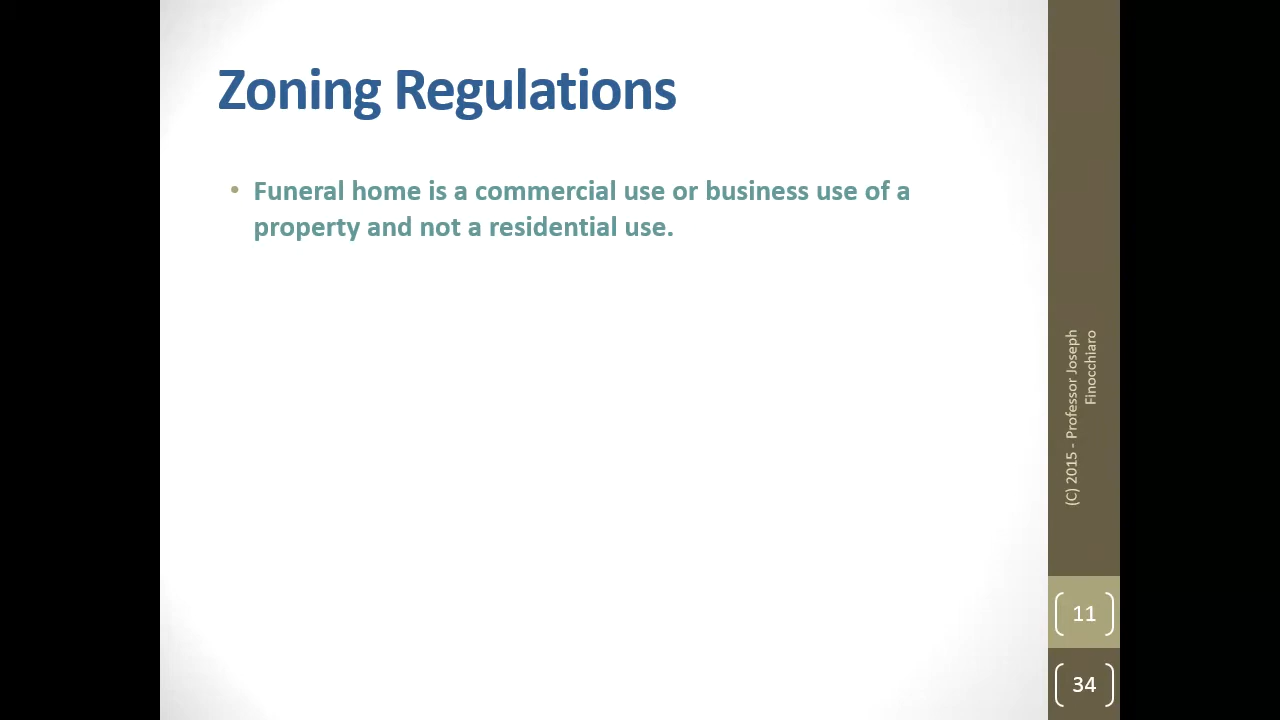 Zoning Regulations
• Funeral home is a commercial use or business use of a
property and not a residential use.
(C) 2015 - Professor Joseph
Finocchiaro
11
34